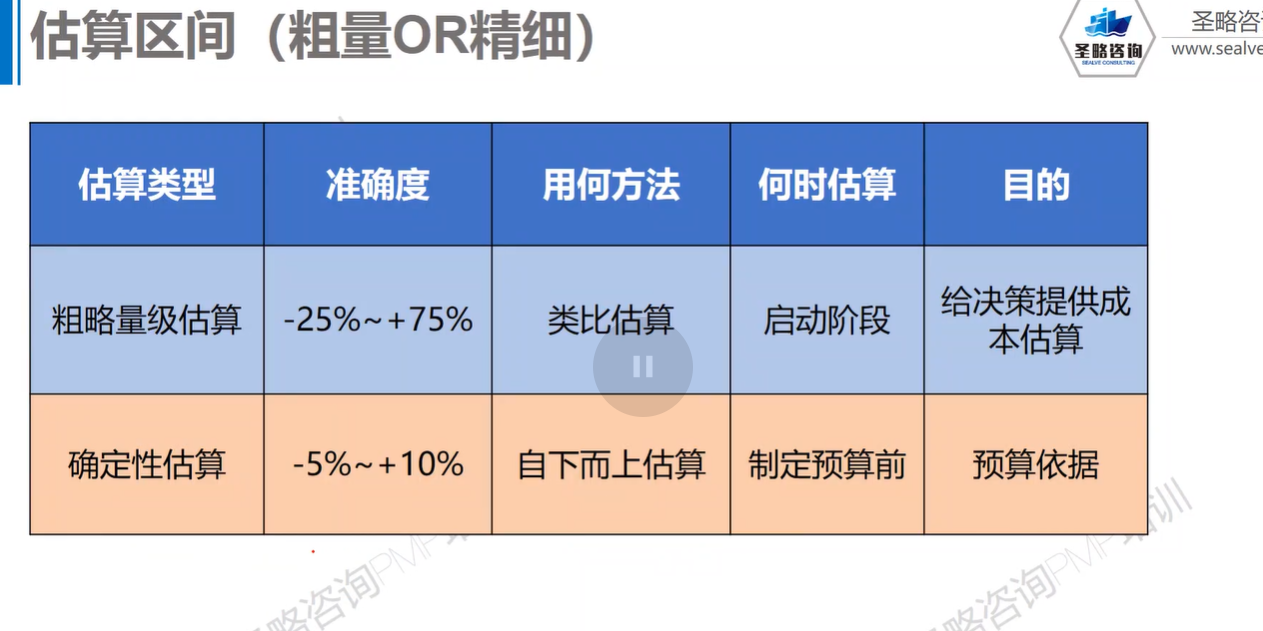 估算区间（粗量OR精细）
圣略咨询
SEALVE CONSULTING
圣略咨
www.sealve
估算类型 准确度 用何方法 何时估算 目的
粗略量级估算 -25%~+75% 类比估算 启动阶段 给决策提供成
本估算
确定性估算 -5%~+10% 自下而上估算 制定预算前 预算依据
略咨询PMP培
略咨询PMP培训